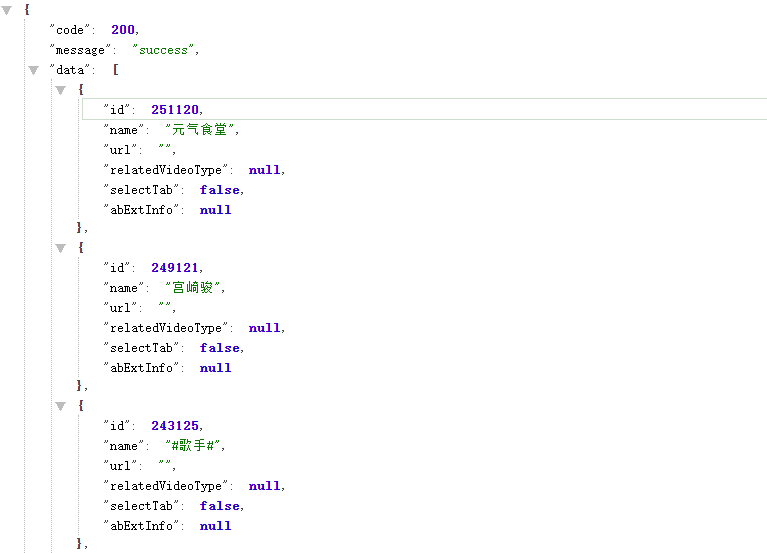 {
"code": 200,
"message": "success",
"data": [
{
"id": 251120,
"name": "元气食堂",
"url": "",
"relatedVideoType": null,
"selectTab": false,
"abExtInfo": null
},
{
"id": 249121,
"name": "宫崎骏",
"url": "",
"relatedVideoType": null,
"selectTab": false,
"abExtInfo": null
},
{
"id": 243125,
"name": "#歌手#",
"url": "",
"relatedVideoType": null,
"selectTab": false,
"abExtInfo": null
},